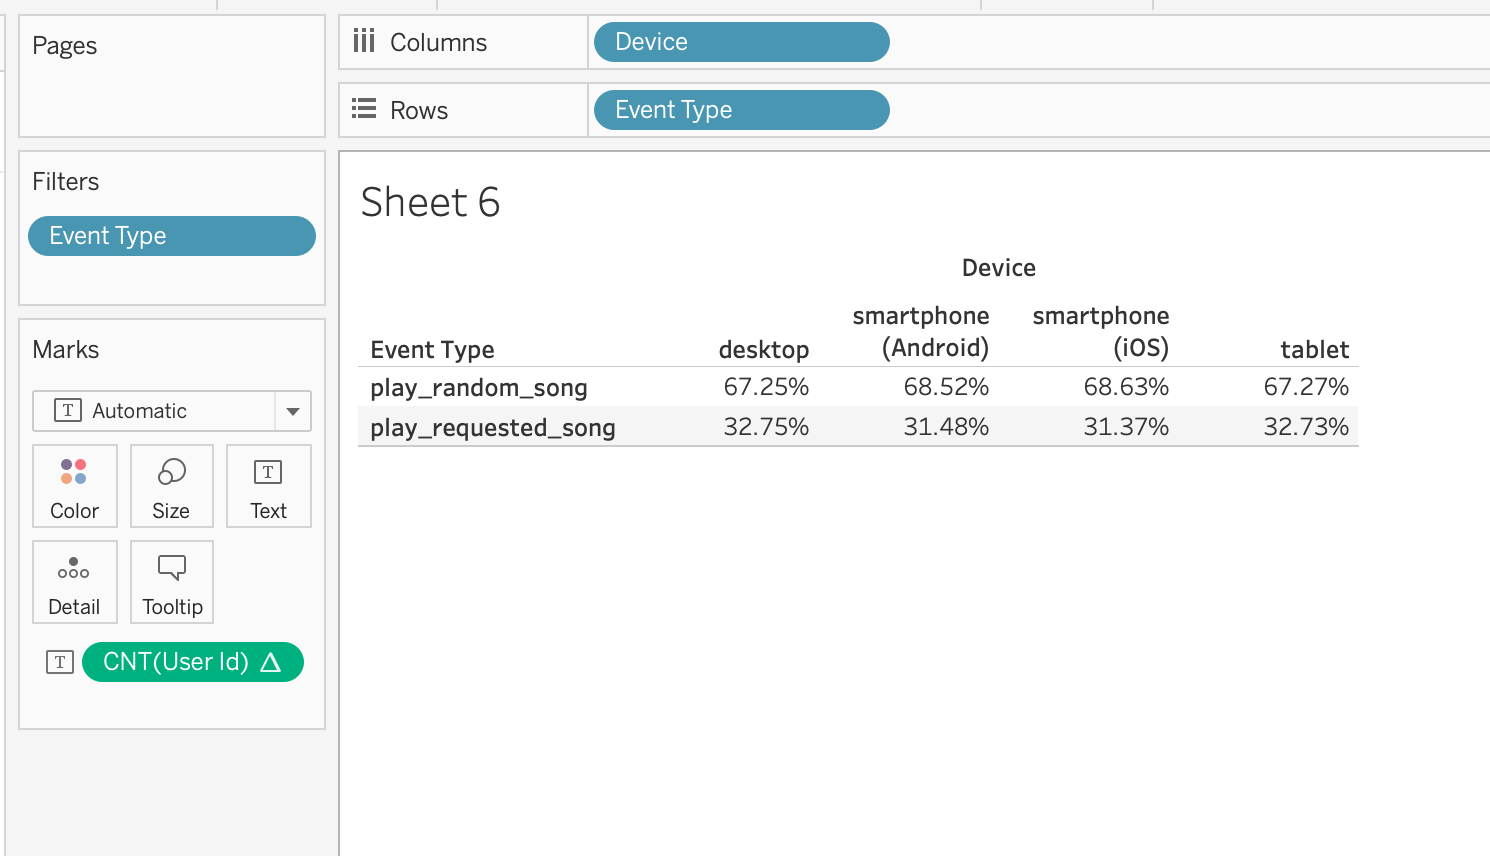 Pages
Columns
Device
Rows
Event Type
Filters
Event Type
Marks
T Automatic
Color
Size
T
Text
Detail
Tooltip
T CNT(User Id) Δ
Sheet 6
Device
Event Type desktop smartphone (Android) smartphone (iOS) tablet
play_random_song 67.25% 68.52% 68.63% 67.27%
play_requested_song 32.75% 31.48% 31.37% 32.73%